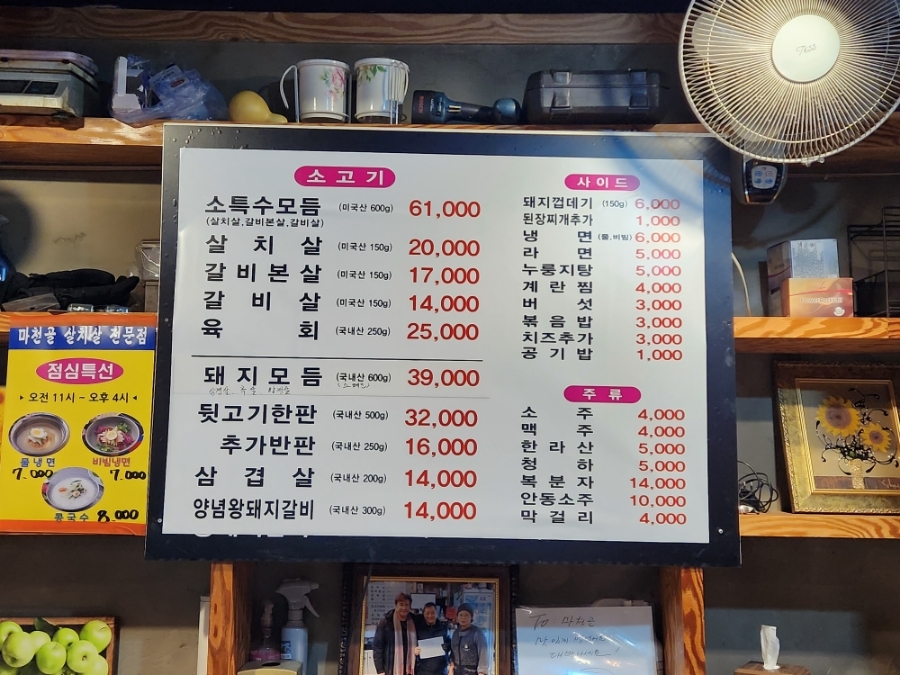 소고기
소특수모듬 (미국산 600g) 61,000
(살치살,갈비본살,갈비살)
살치살 (미국산 150g) 20,000
갈비본살 (미국산 150g) 17,000
갈비살 (미국산 150g) 14,000
육회 (국내산 250g) 25,000
돼지모듬 (국내산 600g) 39,000
뒷고기한판 (국내산 500g) 32,000
추가반판 (국내산 250g) 16,000
삼겹살 (국내산 200g) 14,000
양념왕돼지갈비 (국내산 300g) 14,000
사이드
돼지껍데기 (150g) 6,000
된장찌개추가 1,000
냉면 (물,비빔) 6,000
라면 5,000
누룽지탕 5,000
계란찜 4,000
버섯 3,000
볶음밥 3,000
치즈추가 3,000
공기밥 1,000
주류
소주 4,000
맥주 4,000
한라산 5,000
청하 5,000
복분자 14,000
안동소주 10,000
막걸리 4,000
마천골 살치살 전문점
점심특선
▶ 오전 11시 ~ 오후 4시 ◀
물냉면 비빔냉면
7,000 7,000
콩국수 8,000
To 마천골